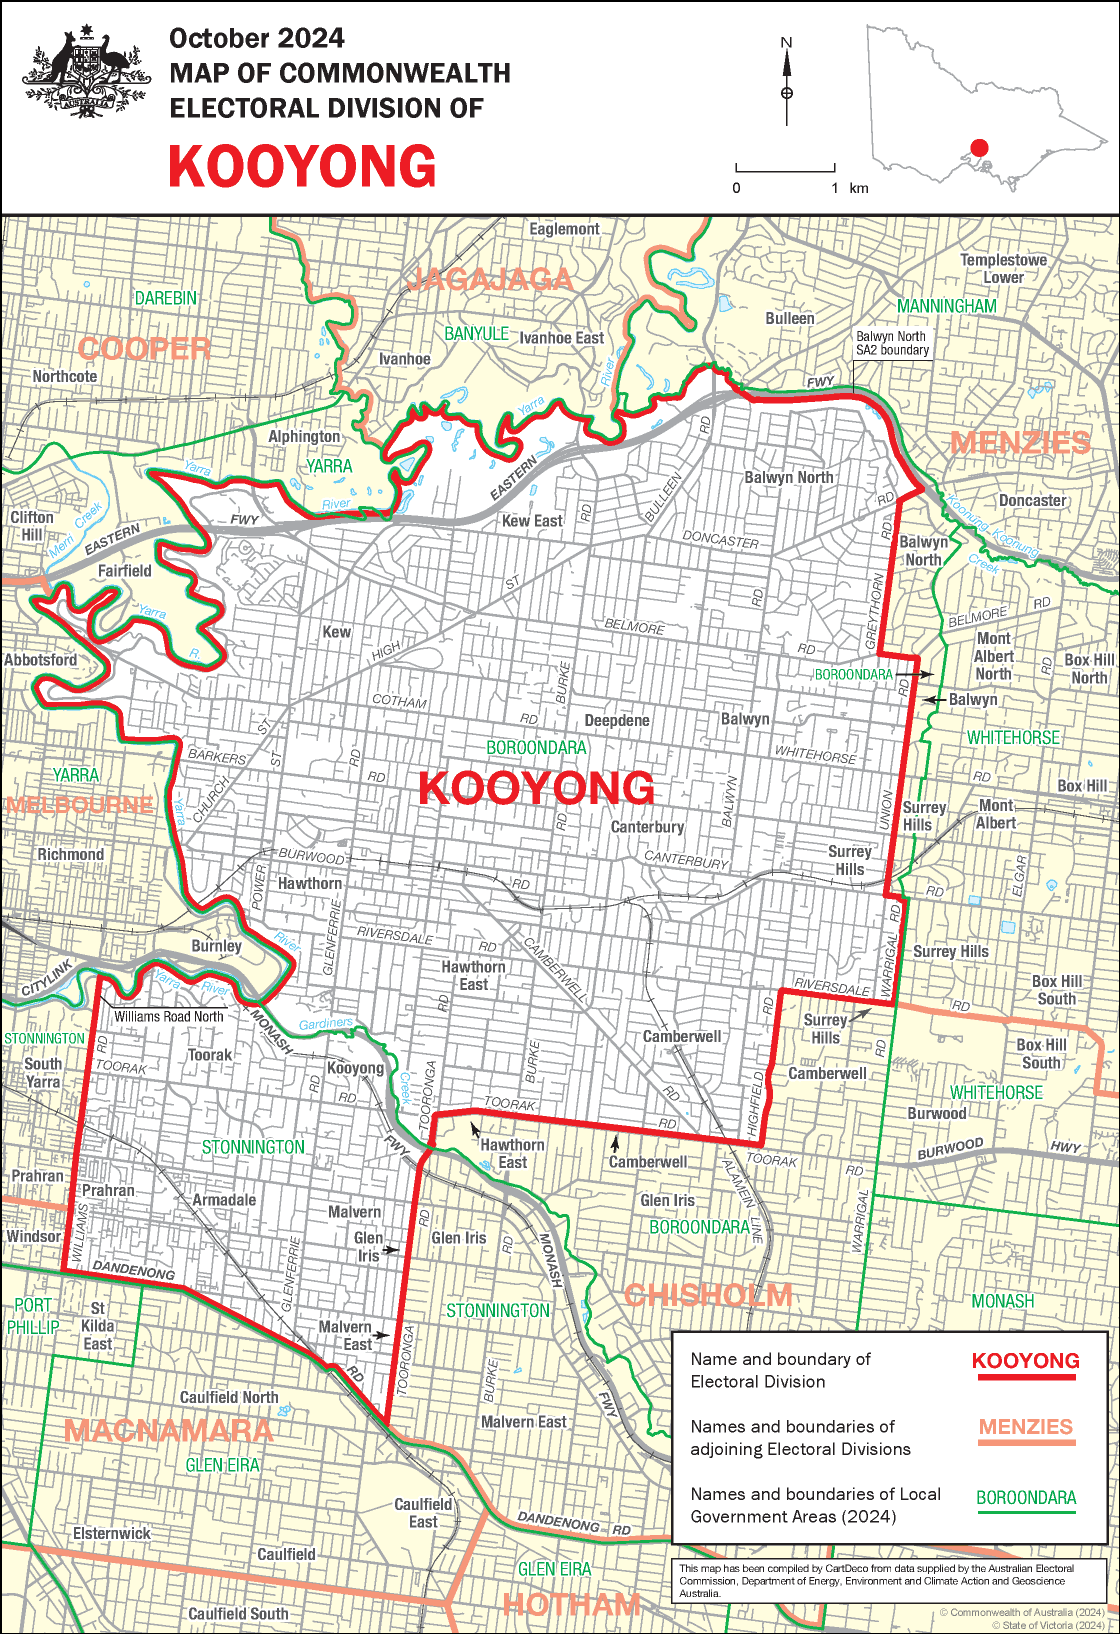 October 2024
MAP OF COMMONWEALTH
ELECTORAL DIVISION OF
KOOYONG
AUSTRALIA
N
0 1 km
Eaglemont
JAGAJAGA
Templestowe
Lower
DAREBIN
MANNINGHAM
BANYULE
Ivanhoe East
Bulleen
Balwyn North
SA2 boundary
COOPER
Ivanhoe
Northcote
River
FWY
Yarra
Alphington
RD
MENZIES
YARRA
Yarra
EASTERN
Balwyn North
River
BULLEEN
RD
Doncaster
Clifton
Hill
Merri Creek
EASTERN
FWY
Kew East
RD
DONCASTER
RD
Koonung Koonung
Creek
Balwyn
North
Fairfield
ST
RD
GREYTHORN
BELMORE RD
Yarra
R.
Kew
BELMORE
RD
Mont
Albert
North
RD
Box Hill
North
Abbotsford
HIGH
BURKE
BOROONDARA
RD
Balwyn
COTHAM
RD
Deepdene
Balwyn
ST
ST
RD
BOROONDARA
WHITEHORSE
WHITEHORSE
YARRA
BARKERS
RD
KOOYONG
RD
Box Hill
MELBOURNE
Yarra
CHURCH
BALWYN
UNION
Surrey
Hills
Mont
Albert
RD
Canterbury
Richmond
BURWOOD
CANTERBURY
Surrey
Hills
ELGAR
POWER
Hawthorn
RD
RD
RD
GLENFERRIE
RIVERSDALE
RD
Burnley
River
CAMBERWELL
WARRIGAL
Surrey Hills
Hawthorn
East
CITYLINK
Yarra River
RIVERSDALE
Box Hill
South
RD
RD
RD
Williams Road North
MONASH
Gardiners
Creek
Surrey
Hills
STONNINGTON
RD
Camberwell
RD
Box Hill
South
South
Yarra
TOORAK
Toorak
Kooyong
RD
RD
TOORONGA
BURKE
Camberwell
WHITEHORSE
TOORAK
RD
RD
HIGHFIELD
Burwood
STONNINGTON
FWY
Hawthorn
East
Camberwell
TOORAK
RD
BURWOOD HWY
Prahran
Prahran
Armadale
Malvern
Glen Iris
ALAMEIN LINE
WARRIGAL
Windsor
WILLIAMS
Glen
Iris
RD
Glen Iris
RD
BOROONDARA
DANDENONG
GLENFERRIE
MONASH
CHISHOLM
PORT
PHILLIP
St
Kilda
East
STONNINGTON
MONASH
Malvern
East
TOORONGA
RD
BURKE
FWY
Caulfield North
MACNAMARA
Malvern East
GLEN EIRA
Caulfield
East
DANDENONG RD
Elsternwick
Caulfield
GLEN EIRA
HOTHAM
Caulfield South
Name and boundary of
Electoral Division
KOOYONG
Names and boundaries of
adjoining Electoral Divisions
MENZIES
Names and boundaries of Local
Government Areas (2024)
BOROONDARA
This map has been compiled by CartDeco from data supplied by the Australian Electoral
Commission, Department of Energy, Environment and Climate Action and Geoscience
Australia.
© Commonwealth of Australia (2024)
© State of Victoria (2024)